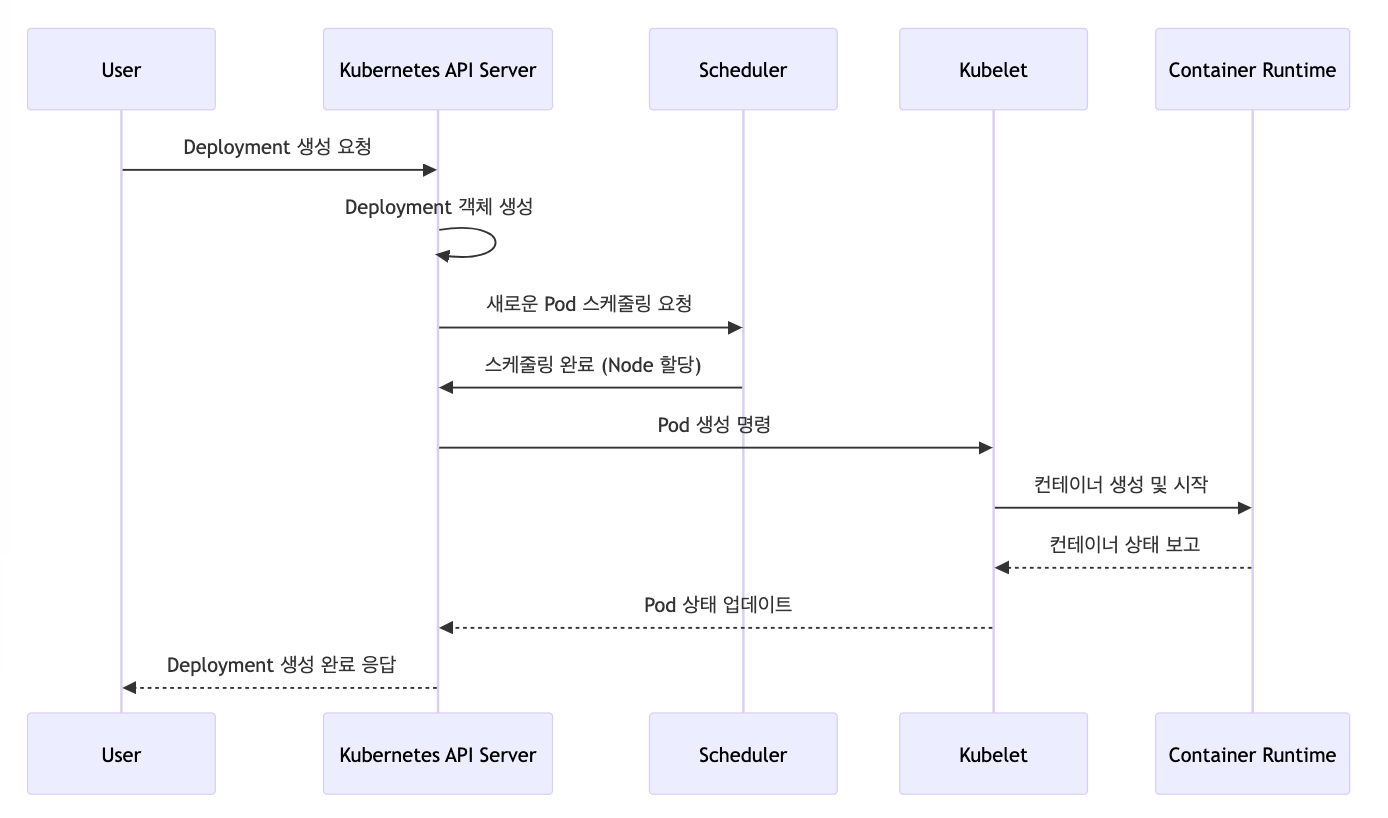 User
Kubernetes API Server
Scheduler
Kubelet
Container Runtime
Deployment 생성 요청
Deployment 객체 생성
새로운 Pod 스케줄링 요청
스케줄링 완료 (Node 할당)
Pod 생성 명령
컨테이너 생성 및 시작
컨테이너 상태 보고
Pod 상태 업데이트
Deployment 생성 완료 응답
User
Kubernetes API Server
Scheduler
Kubelet
Container Runtime